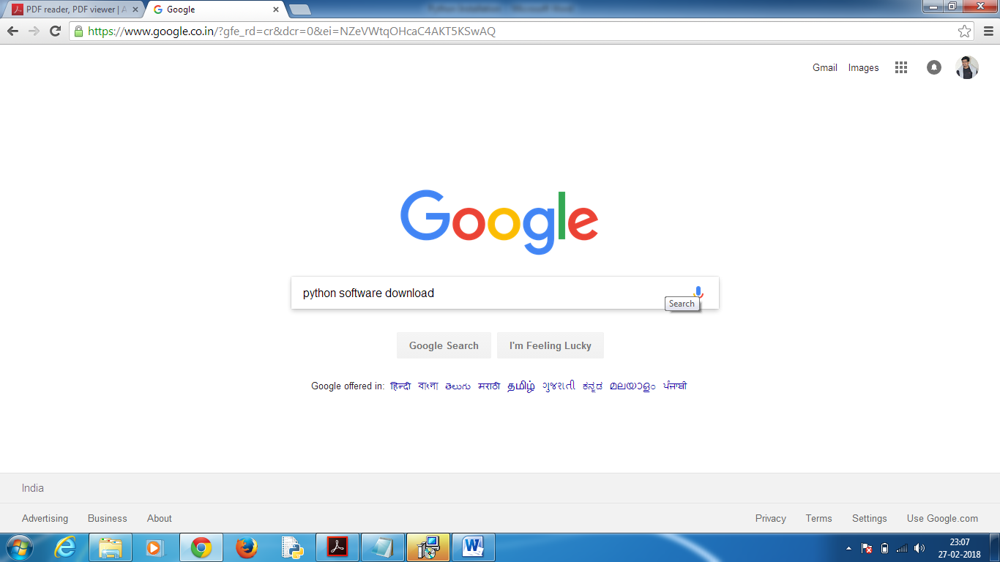 PDF reader, PDF viewer | A
Google
https://www.google.co.in/?gfe_rd=cr&dcr=0&ei=NZeVWtqOHcaC4AKT5KSwAQ
Gmail Images
Google
python software download
Search
Google Search I'm Feeling Lucky
Google offered in: हिन्दी বাংলা తెలుగు मराठी தமிழ் ગુજરાતી ಕನ್ನಡ മലയാളം ਪੰਜਾਬੀ
India
Advertising Business About Privacy Terms Settings Use Google.com
23:07
27-02-2018